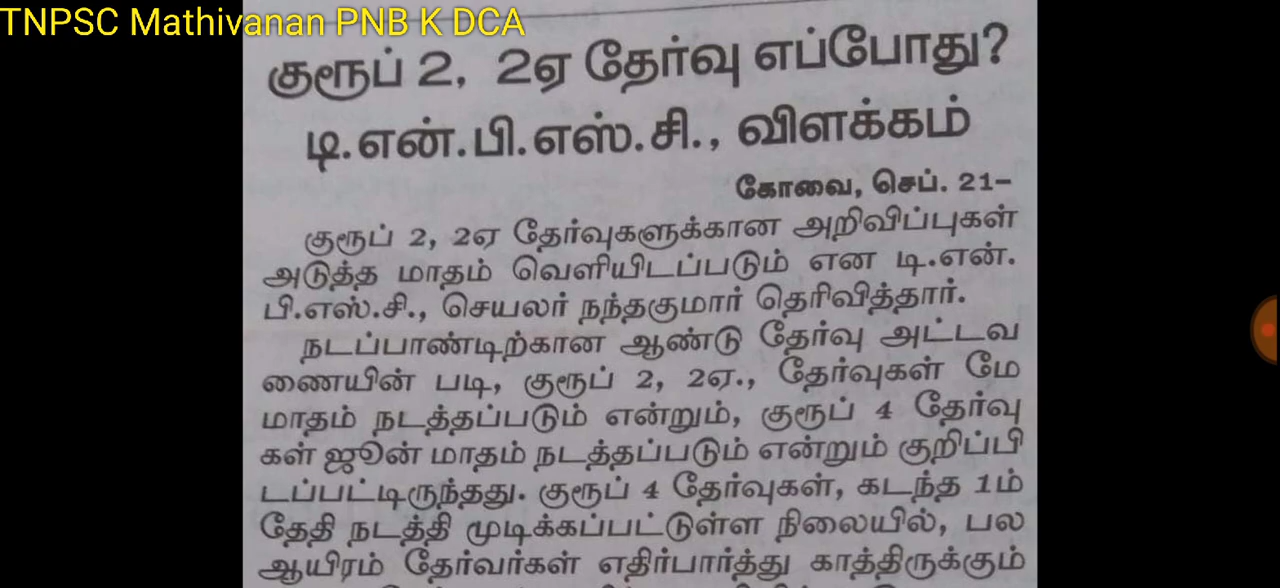 TNPSC Mathivanan PNB K DCA
குரூப் 2, 2ஏ தேர்வு எப்போது?
டி.என்.பி.எஸ்.சி., விளக்கம்
கோவை, செப். 21–
குரூப் 2, 2ஏ தேர்வுகளுக்கான அறிவிப்புகள்
அடுத்த மாதம் வெளியிடப்படும் என டி.என்.
பி.எஸ்.சி., செயலர் நந்தகுமார் தெரிவித்தார்.
நடப்பாண்டிற்கான ஆண்டு தேர்வு அட்டவ
ணையின் படி, குரூப் 2, 2ஏ., தேர்வுகள் மே
மாதம் நடத்தப்படும் என்றும், குரூப் 4 தேர்வு
கள் ஜூன் மாதம் நடத்தப்படும் என்றும் குறிப்பி
டப்பட்டிருந்தது. குரூப் 4 தேர்வுகள், கடந்த 1ம்
தேதி நடத்தி முடிக்கப்பட்டுள்ள நிலையில், பல
ஆயிரம் தேர்வர்கள் எதிர்பார்த்து காத்திருக்கும்